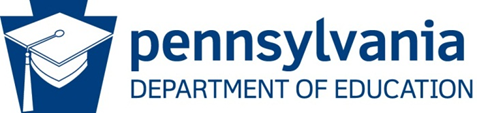 pennsylvania
DEPARTMENT OF EDUCATION